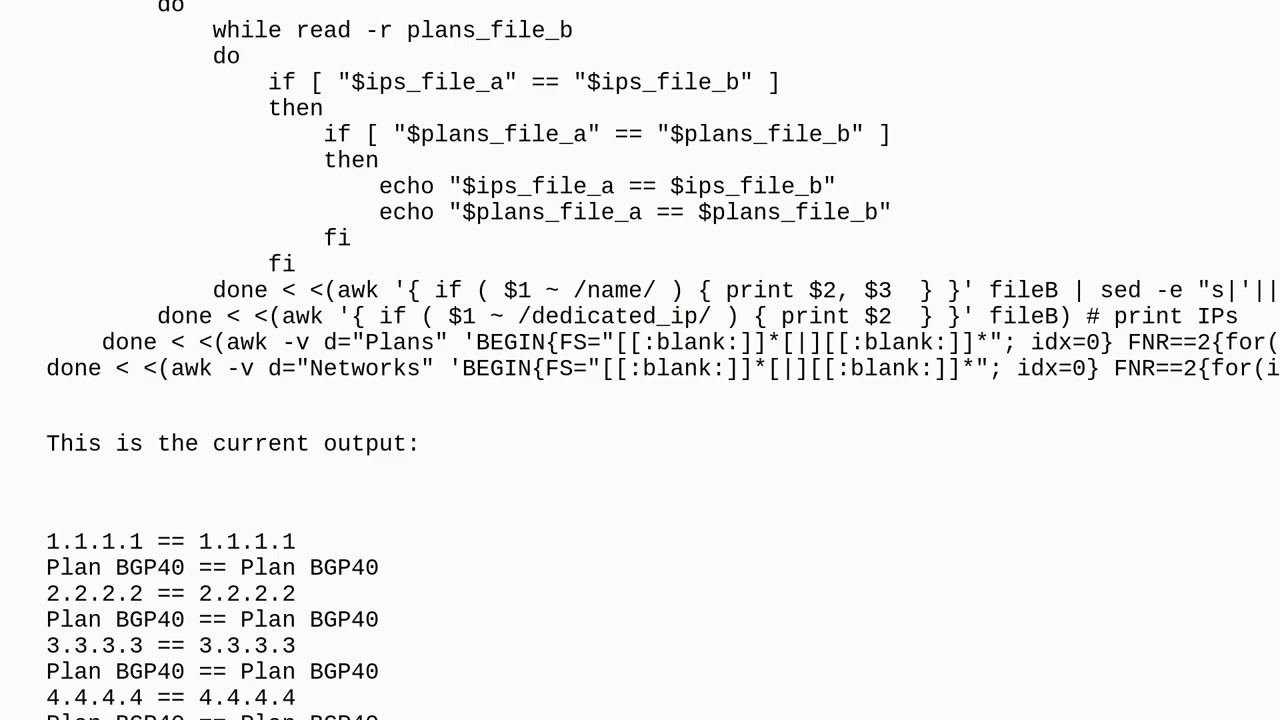 do
while read -r plans_file_b
do
if [ "$ips_file_a" == "$ips_file_b" ]
then
if [ "$plans_file_a" == "$plans_file_b" ]
then
echo "$ips_file_a == $ips_file_b"
echo "$plans_file_a == $plans_file_b"
fi
fi
done < <(awk '{ if ( $1 ~ /name/ ) { print $2, $3  } }' fileB | sed -e "s|'||
done < <(awk '{ if ( $1 ~ /dedicated_ip/ ) { print $2  } }' fileB) # print IPs
done < <(awk -v d="Plans" 'BEGIN{FS="[[:blank:]]*[|][[:blank:]]*"; idx=0} FNR==2{for(
done < <(awk -v d="Networks" 'BEGIN{FS="[[:blank:]]*[|][[:blank:]]*"; idx=0} FNR==2{for(i
This is the current output:
1.1.1.1 == 1.1.1.1
Plan BGP40 == Plan BGP40
2.2.2.2 == 2.2.2.2
Plan BGP40 == Plan BGP40
3.3.3.3 == 3.3.3.3
Plan BGP40 == Plan BGP40
4.4.4.4 == 4.4.4.4
Plan BGP40 == Plan BGP40